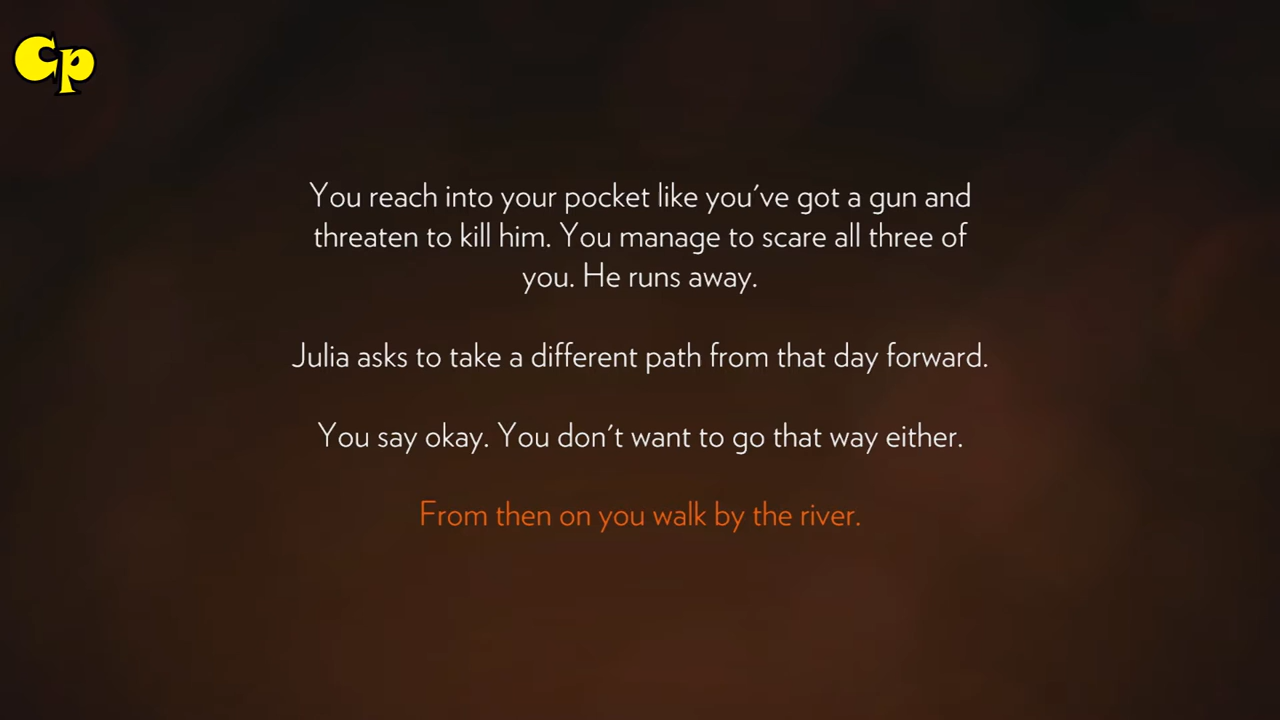 Cp
You reach into your pocket like you've got a gun and
threaten to kill him. You manage to scare all three of
you. He runs away.
Julia asks to take a different path from that day forward.
You say okay. You don't want to go that way either.
From then on you walk by the river.